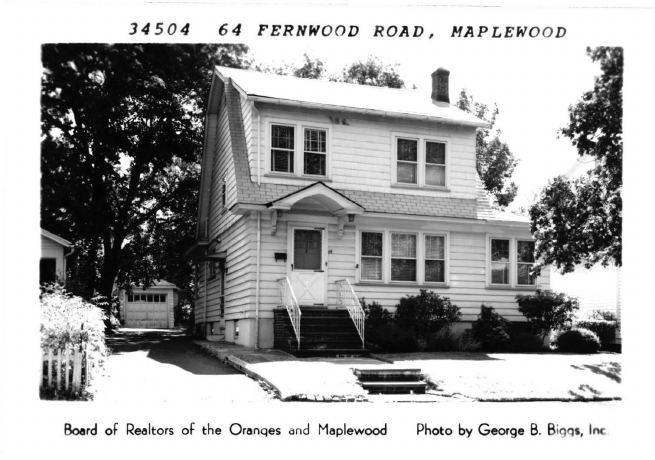 34504 64 FERNWOOD ROAD, MAPLEWOOD
Board of Realtors of the Oranges and Maplewood Photo by George B. Biggs, Inc.